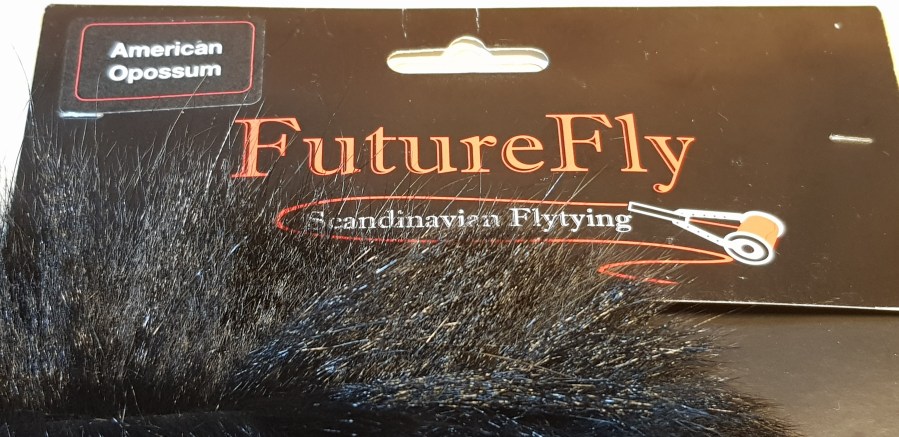 American
Opossum
FutureFly
Scandinavian Flytying